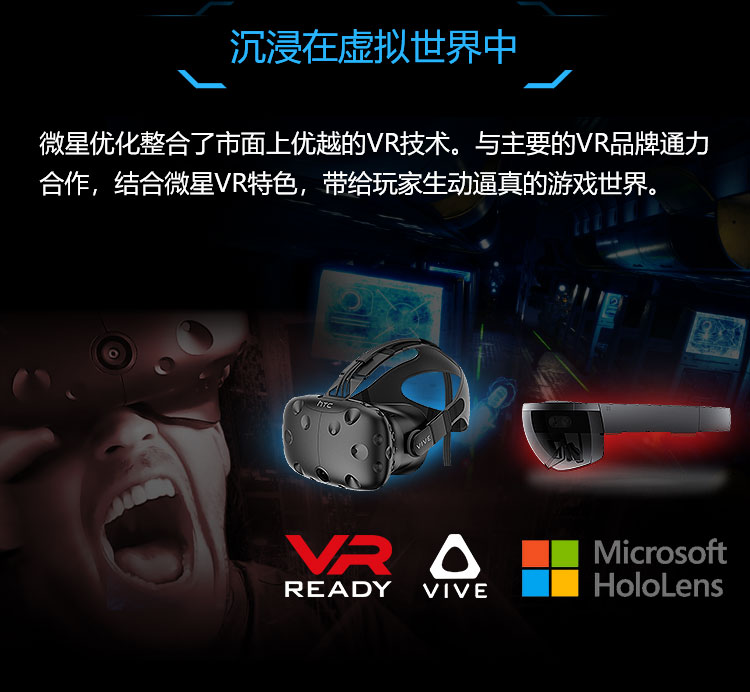 沉浸在虚拟世界中
微星优化整合了市面上优越的VR技术。与主要的VR品牌通力
合作，结合微星VR特色，带给玩家生动逼真的游戏世界。
hTC
VIVE
VR
READY
VIVE
Microsoft
HoloLens